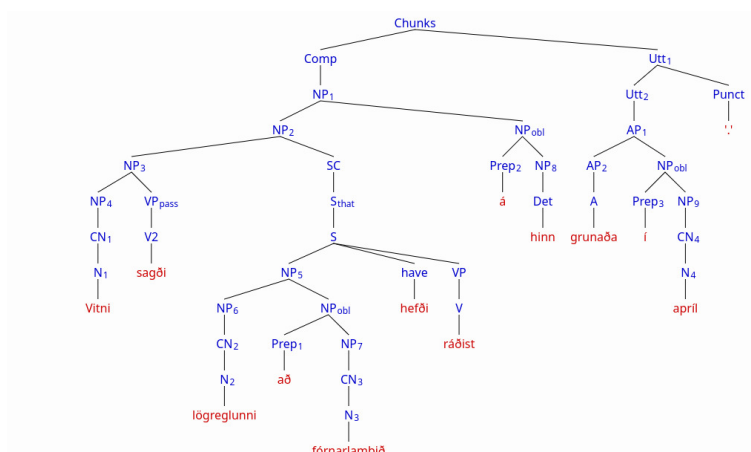 Chunks
Comp Utt1
NP1 Utt2 Punct
NP2 NPobl AP1 '.'
NP3 SC Prep2 NP8 AP2 NPobl
NP4 VPpass Sthat á Det A Prep3 NP9
CN1 V2 S hinn grunaða í CN4
N1 sagði NP5 have VP N4
Vitni NP6 NPobl hefði V apríl
CN2 Prep1 NP7 ráðist
N2 að CN3
lögreglunni N3
fórnarlambið